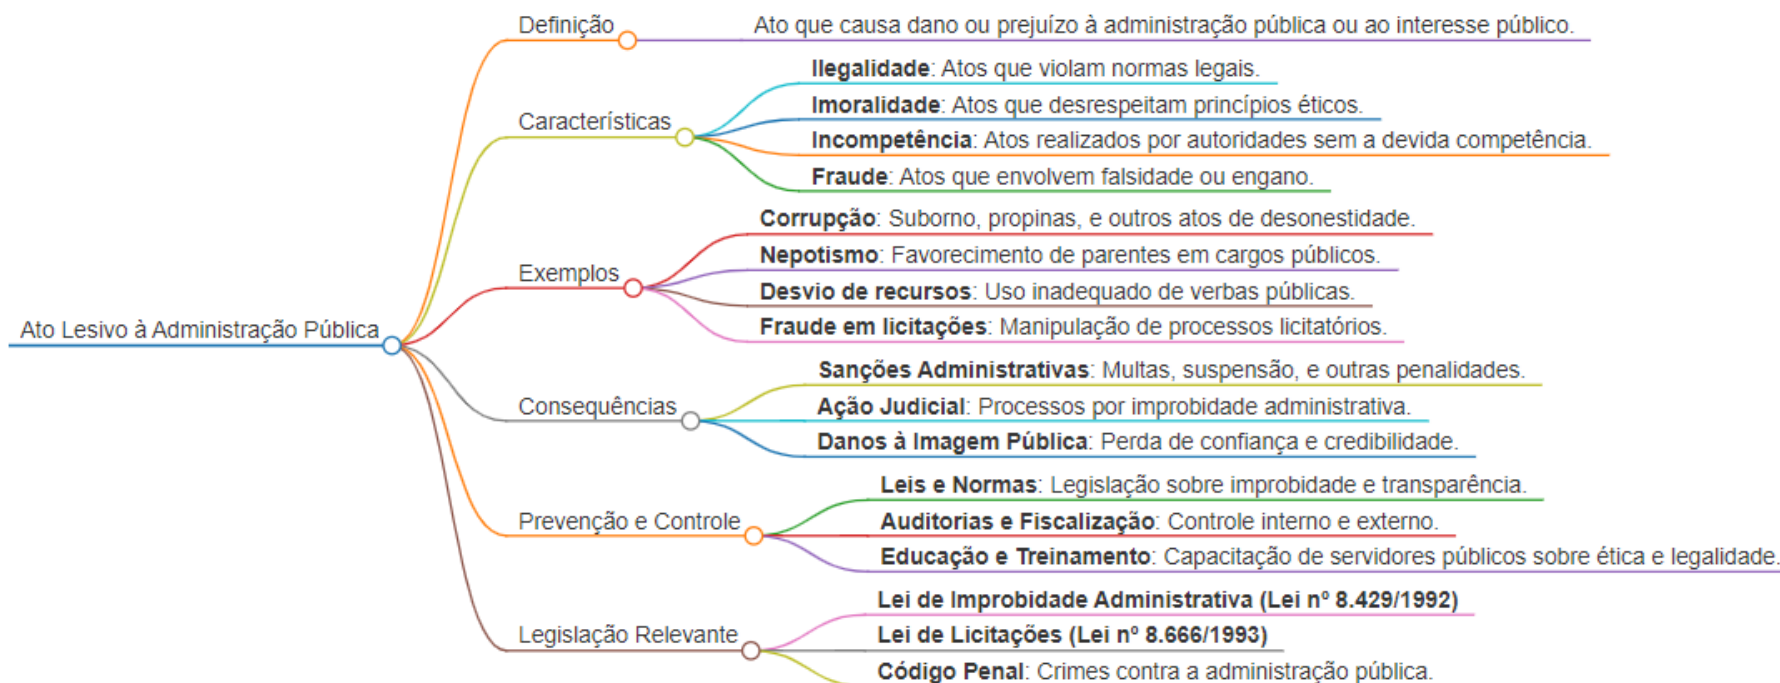 Ato Lesivo à Administração Pública
Definição
Ato que causa dano ou prejuízo à administração pública ou ao interesse público.
Características
Ilegalidade: Atos que violam normas legais.
Imoralidade: Atos que desrespeitam princípios éticos.
Incompetência: Atos realizados por autoridades sem a devida competência.
Fraude: Atos que envolvem falsidade ou engano.
Exemplos
Corrupção: Suborno, propinas, e outros atos de desonestidade.
Nepotismo: Favorecimento de parentes em cargos públicos.
Desvio de recursos: Uso inadequado de verbas públicas.
Fraude em licitações: Manipulação de processos licitatórios.
Consequências
Sanções Administrativas: Multas, suspensão, e outras penalidades.
Ação Judicial: Processos por improbidade administrativa.
Danos à Imagem Pública: Perda de confiança e credibilidade.
Prevenção e Controle
Leis e Normas: Legislação sobre improbidade e transparência.
Auditorias e Fiscalização: Controle interno e externo.
Educação e Treinamento: Capacitação de servidores públicos sobre ética e legalidade.
Legislação Relevante
Lei de Improbidade Administrativa (Lei nº 8.429/1992)
Lei de Licitações (Lei nº 8.666/1993)
Código Penal: Crimes contra a administração pública.